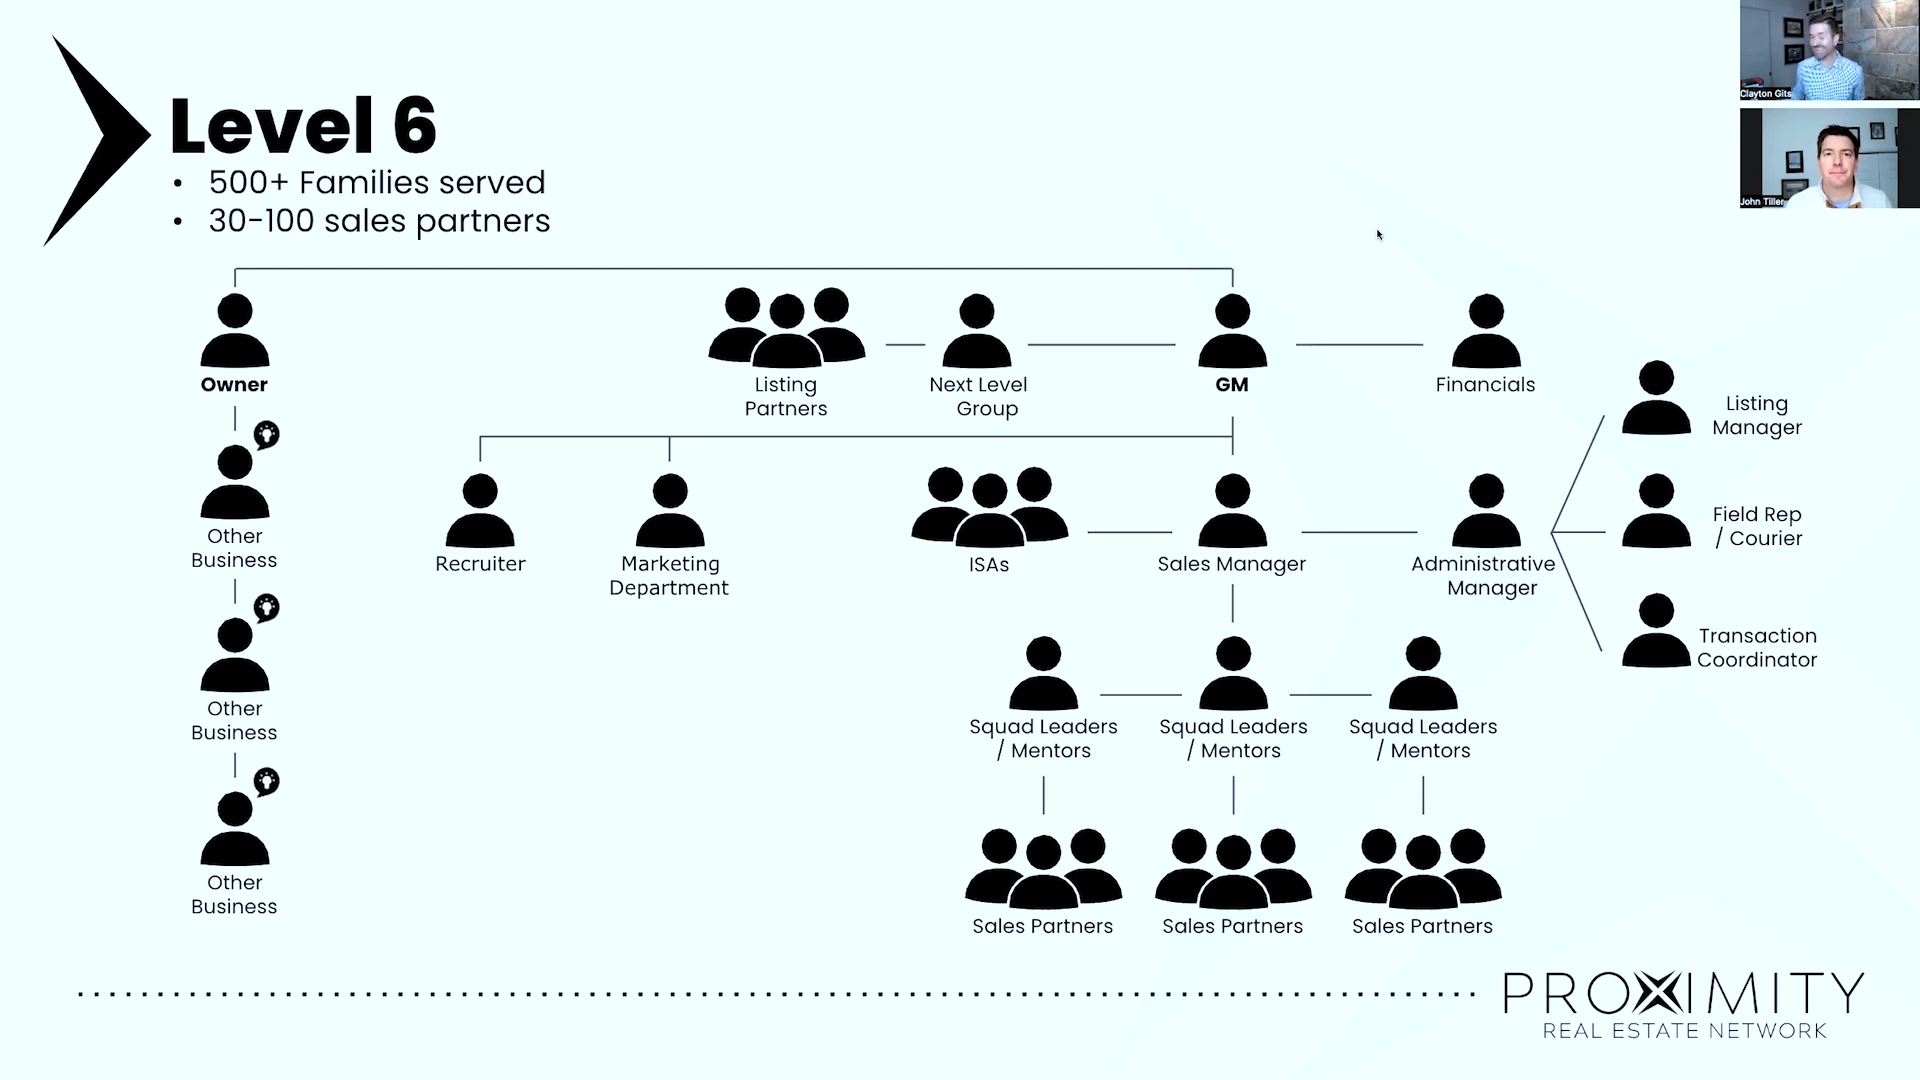 Level 6
• 500+ Families served
• 30-100 sales partners
Clayton Gits
John Tiller
Owner
Listing
Partners
Next Level
Group
GM
Financials
Listing
Manager
Other
Business
Recruiter
Marketing
Department
ISAs
Sales Manager
Administrative
Manager
Field Rep
/ Courier
Transaction
Coordinator
Other
Business
Squad Leaders
/ Mentors
Squad Leaders
/ Mentors
Squad Leaders
/ Mentors
Other
Business
Sales Partners
Sales Partners
Sales Partners
PROXIMITY
REAL ESTATE NETWORK